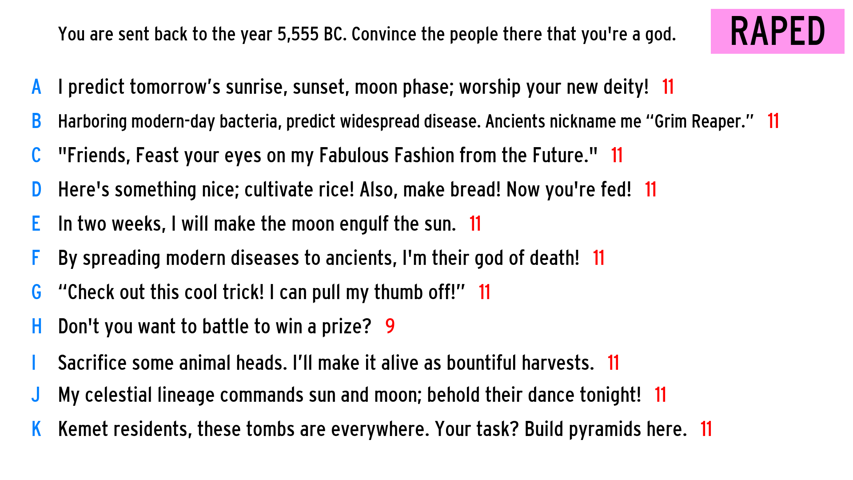 You are sent back to the year 5,555 BC. Convince the people there that you're a god.
RAPED
A I predict tomorrow’s sunrise, sunset, moon phase; worship your new deity! 11
B Harboring modern-day bacteria, predict widespread disease. Ancients nickname me “Grim Reaper.” 11
C "Friends, Feast your eyes on my Fabulous Fashion from the Future." 11
D Here's something nice; cultivate rice! Also, make bread! Now you're fed! 11
E In two weeks, I will make the moon engulf the sun. 11
F By spreading modern diseases to ancients, I'm their god of death! 11
G “Check out this cool trick! I can pull my thumb off!” 11
H Don't you want to battle to win a prize? 9
I Sacrifice some animal heads. I’ll make it alive as bountiful harvests. 11
J My celestial lineage commands sun and moon; behold their dance tonight! 11
K Kemet residents, these tombs are everywhere. Your task? Build pyramids here. 11